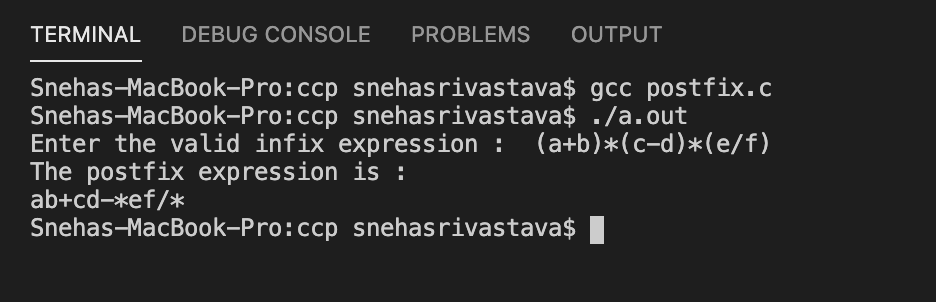 TERMINAL DEBUG CONSOLE PROBLEMS OUTPUT
Snehas-MacBook-Pro:ccp snehasrivastava$ gcc postfix.c
Snehas-MacBook-Pro:ccp snehasrivastava$ ./a.out
Enter the valid infix expression :  (a+b)*(c-d)*(e/f)
The postfix expression is :
ab+cd-*ef/*
Snehas-MacBook-Pro:ccp snehasrivastava$